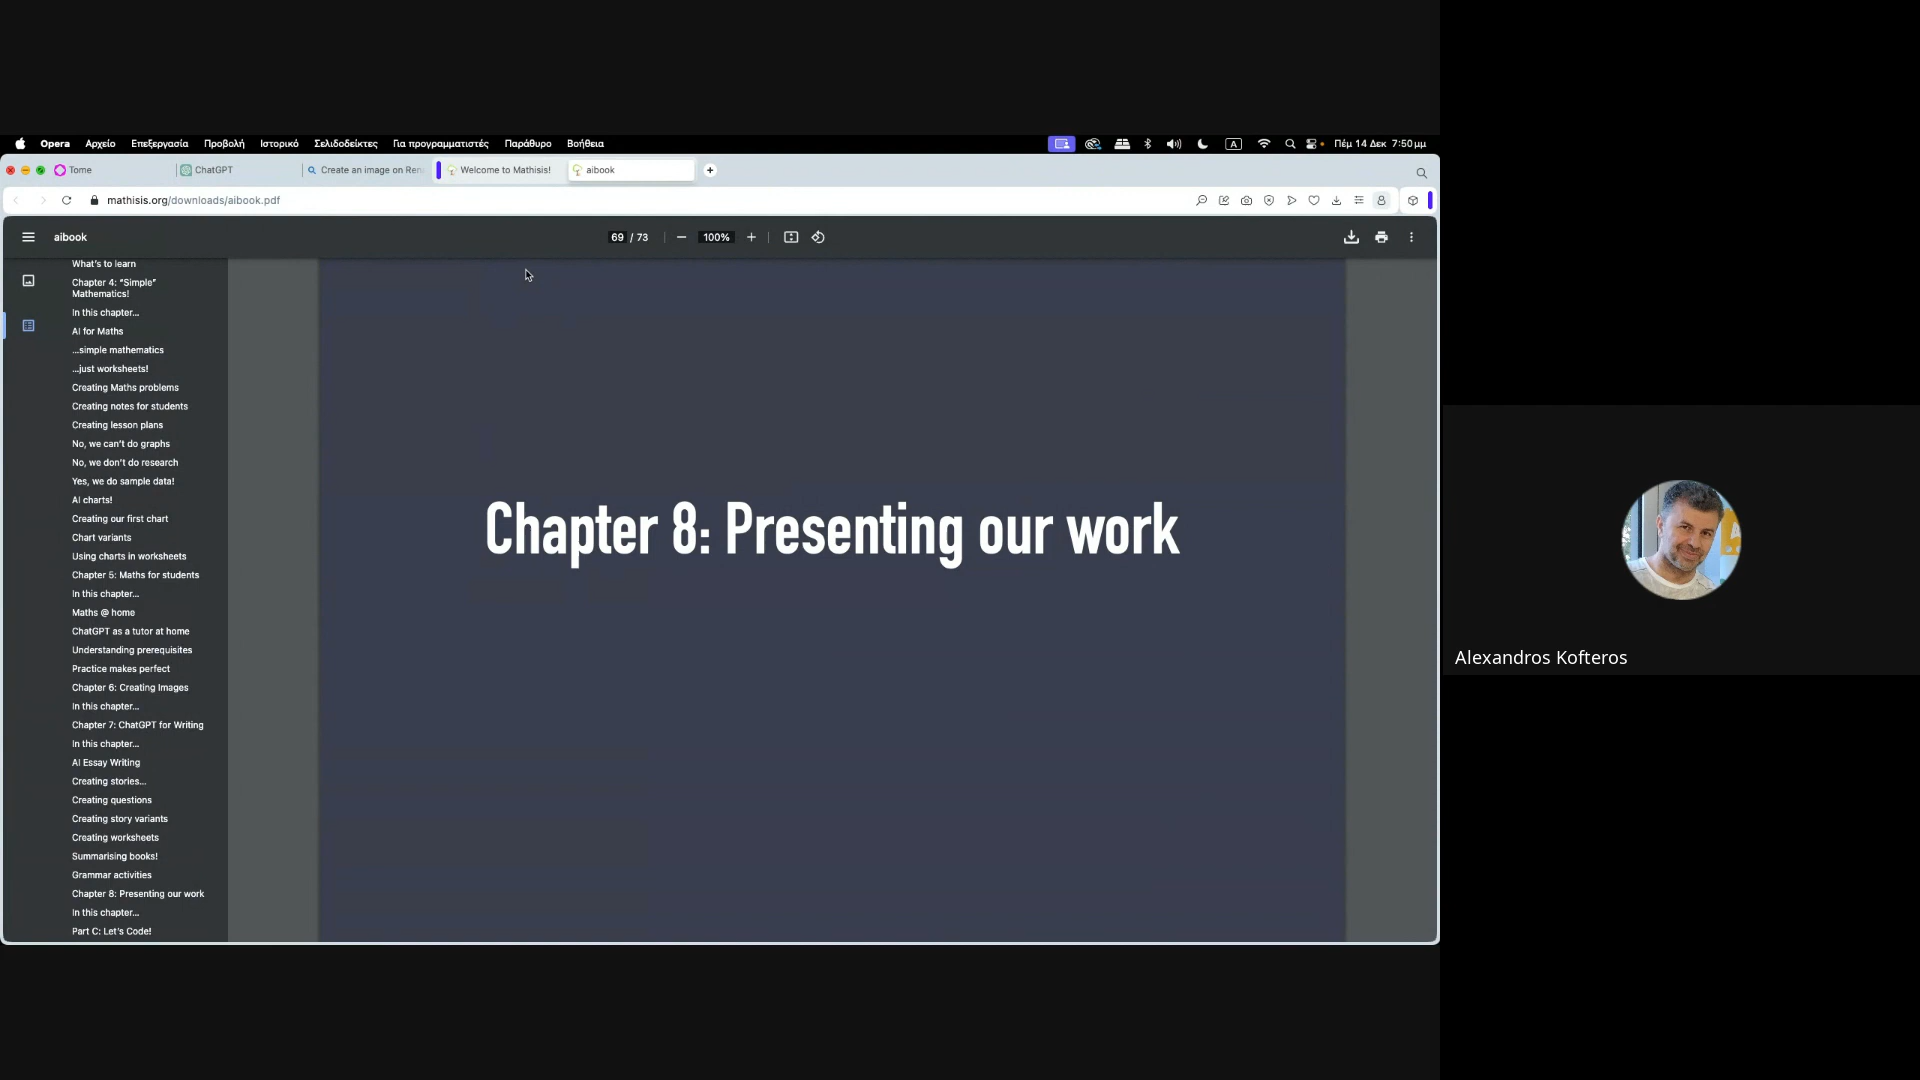 Opera Αρχείο Επεξεργασία Προβολή Ιστορικό Σελιδοδείκτες Για προγραμματιστές Παράθυρο Βοήθεια A Πέμ 14 Δεκ 7:50 μμ
Tome ChatGPT Create an image on Ren Welcome to Mathisis! aibook
mathisis.org/downloads/aibook.pdf
aibook 69 / 73 100%
What's to learn
Chapter 4: “Simple”
Mathematics!
In this chapter...
AI for Maths
...simple mathematics
...just worksheets!
Creating Maths problems
Creating notes for students
Creating lesson plans
No, we can't do graphs
No, we don't do research
Yes, we do sample data!
AI charts!
Creating our first chart
Chart variants
Using charts in worksheets
Chapter 5: Maths for students
In this chapter...
Maths @ home
ChatGPT as a tutor at home
Understanding prerequisites
Practice makes perfect
Chapter 6: Creating Images
In this chapter...
Chapter 7: ChatGPT for Writing
In this chapter...
AI Essay Writing
Creating stories...
Creating questions
Creating story variants
Creating worksheets
Summarising books!
Grammar activities
Chapter 8: Presenting our work
In this chapter...
Part C: Let's Code!
Chapter 8: Presenting our work
Alexandros Kofteros